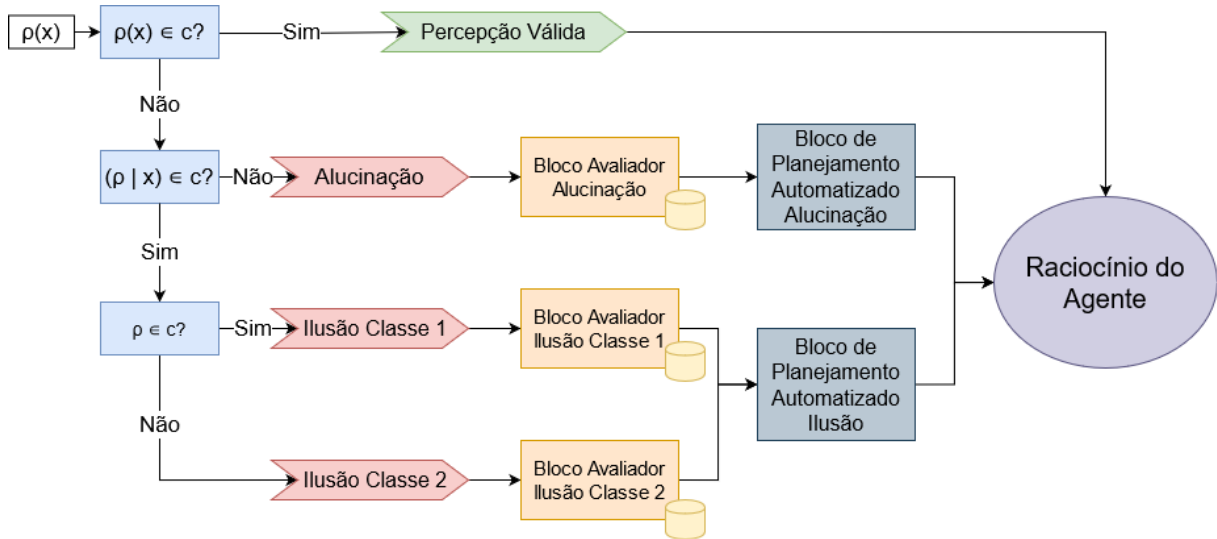 ρ(x)
ρ(x) ∈ c?
Sim
Percepção Válida
Não
(ρ | x) ∈ c?
Não
Alucinação
Bloco Avaliador
Alucinação
Bloco de
Planejamento
Automatizado
Alucinação
Sim
Raciocínio do
Agente
ρ ∈ c?
Sim
Ilusão Classe 1
Bloco Avaliador
Ilusão Classe 1
Bloco de
Planejamento
Automatizado
Ilusão
Não
Ilusão Classe 2
Bloco Avaliador
Ilusão Classe 2